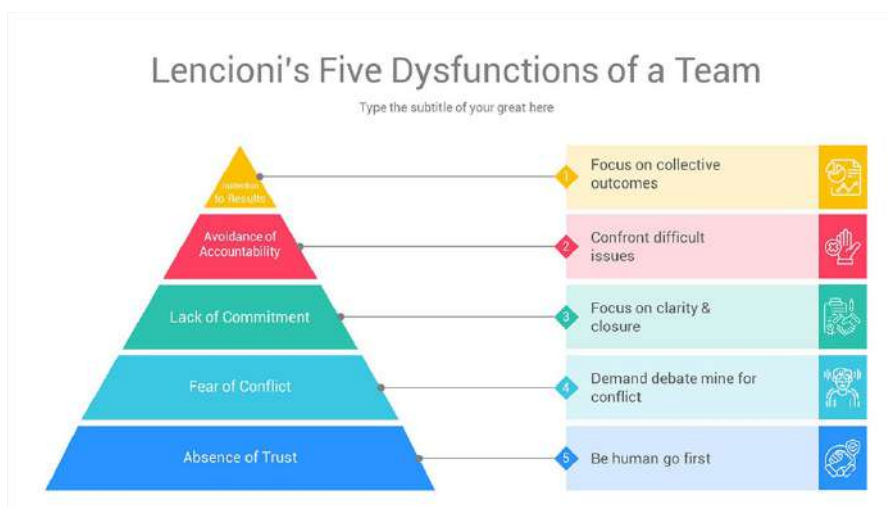 Lencioni's Five Dysfunctions of a Team
Type the subtitle of your great here
Inattention
to Results
1
Focus on collective
outcomes
Avoidance of
Accountability
2
Confront difficult
issues
Lack of Commitment
3
Focus on clarity &
closure
Fear of Conflict
4
Demand debate mine for
conflict
Absence of Trust
5
Be human go first